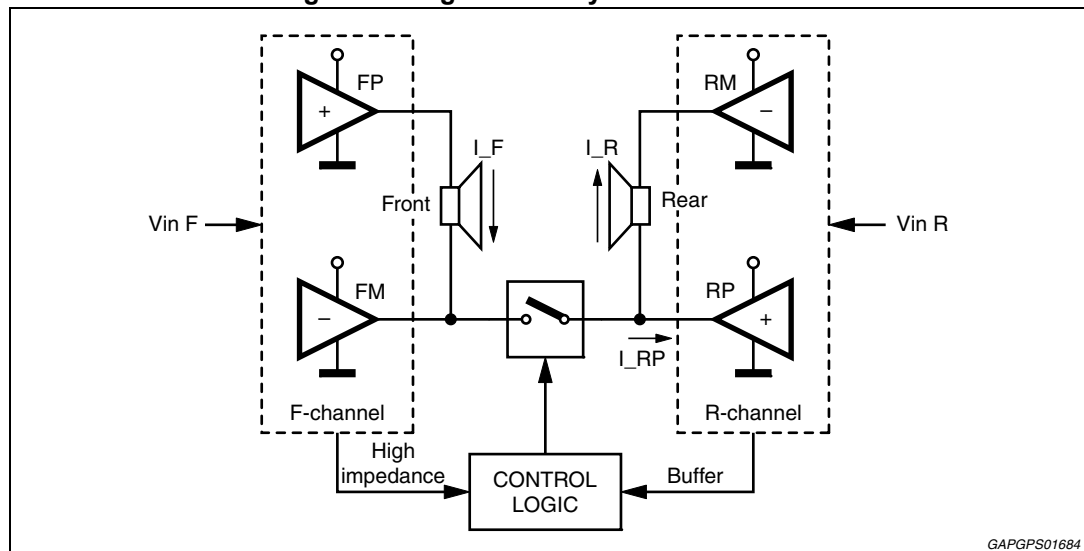 FP
RM
+
−
I_F
I_R
Front
Rear
Vin F
Vin R
FM
RP
−
+
I_RP
F-channel
R-channel
High
impedance
CONTROL
LOGIC
Buffer
GAPGPS01684